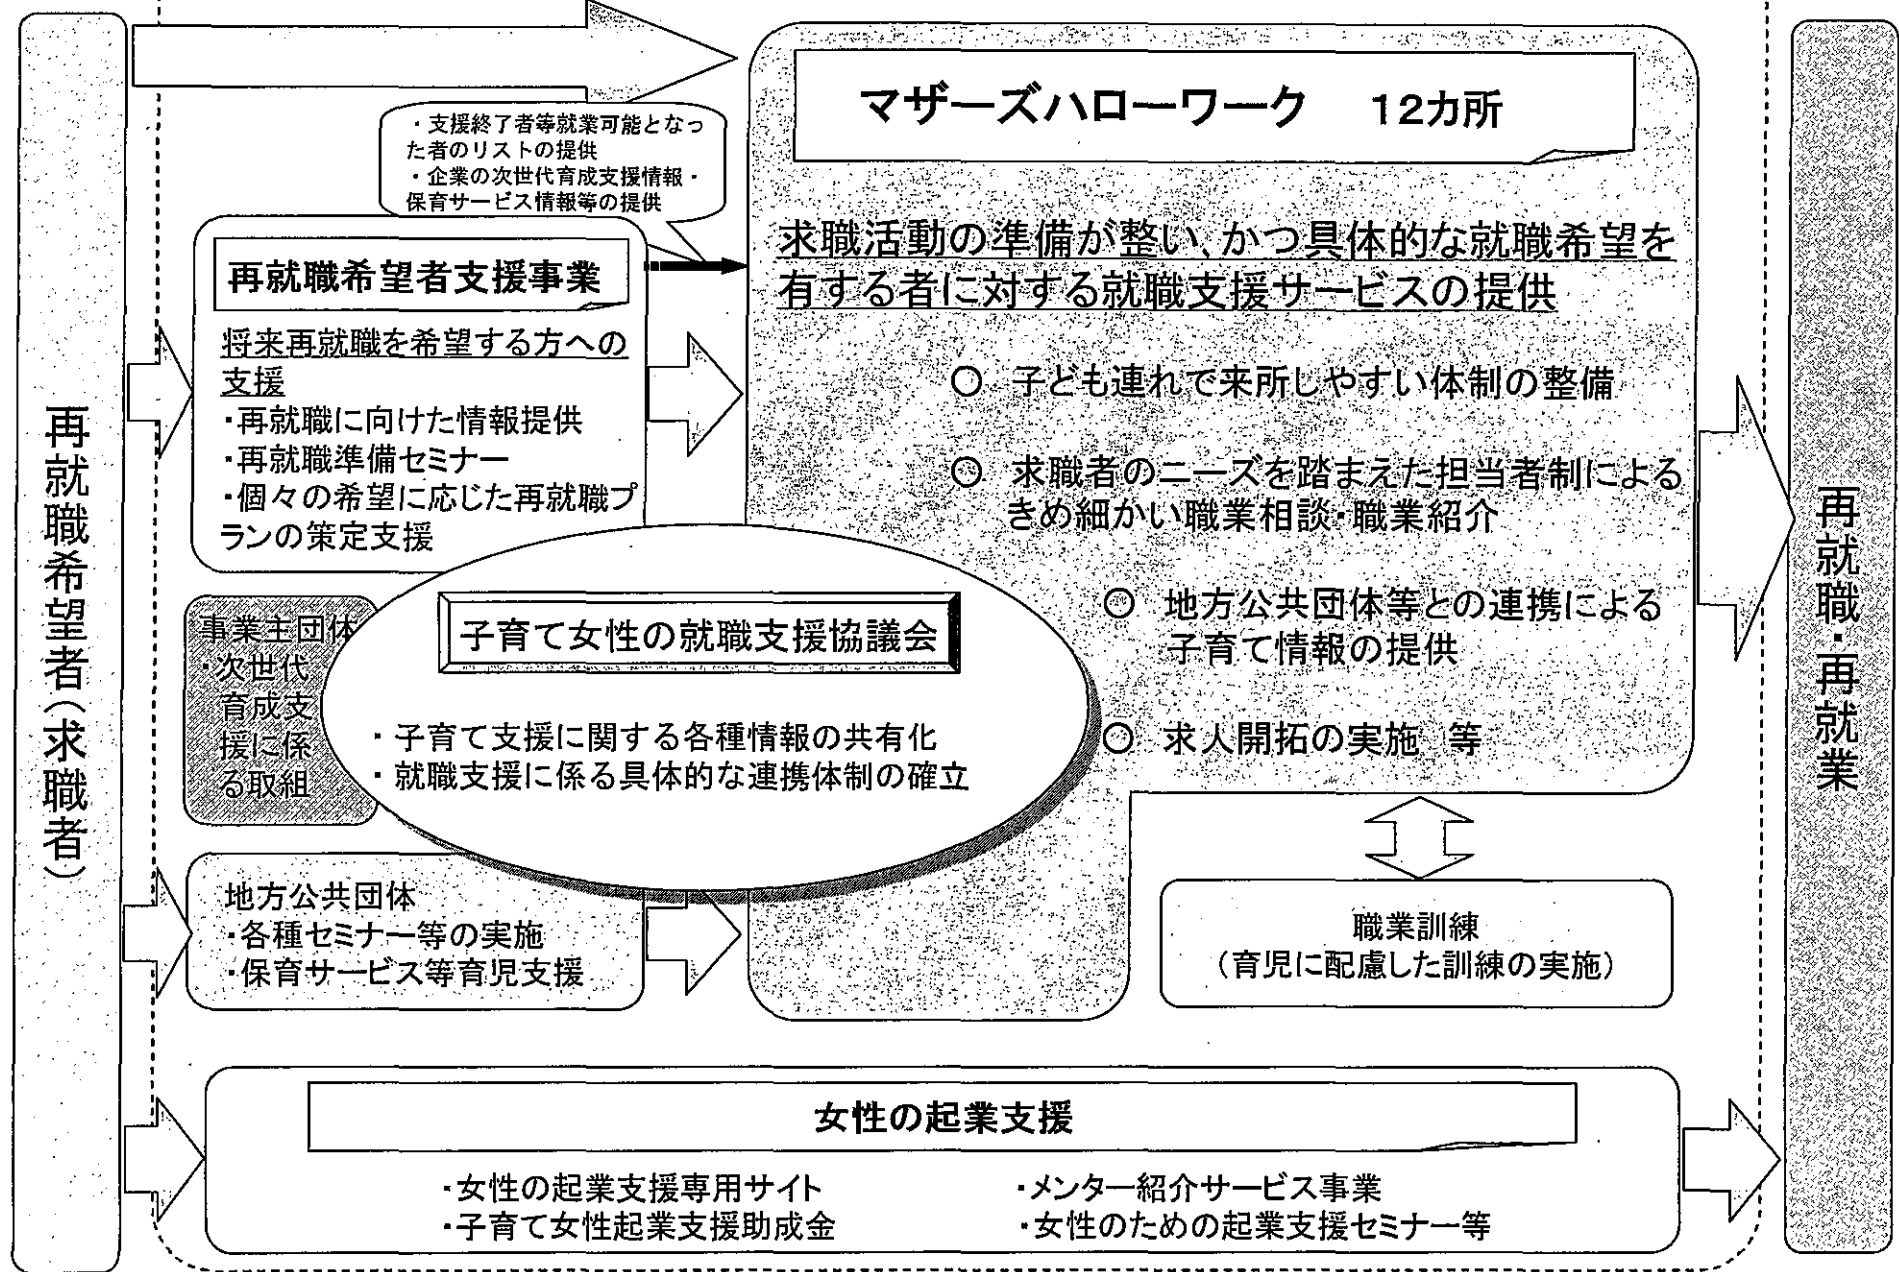 再就職希望者(求職者)
・支援終了者等就業可能となっ
た者のリストの提供
・企業の次世代育成支援情報・
保育サービス情報等の提供
再就職希望者支援事業
将来再就職を希望する方への
支援
・再就職に向けた情報提供
・再就職準備セミナー
・個々の希望に応じた再就職プ
ランの策定支援
事業主団体
・次世代
育成支
援に係
る取組
子育て女性の就職支援協議会
・子育て支援に関する各種情報の共有化
・就職支援に係る具体的な連携体制の確立
地方公共団体
・各種セミナー等の実施
・保育サービス等育児支援
マザーズハローワーク　12カ所
求職活動の準備が整い、かつ具体的な就職希望を
有する者に対する就職支援サービスの提供
○ 子ども連れで来所しやすい体制の整備
○ 求職者のニーズを踏まえた担当者制による
きめ細かい職業相談・職業紹介
○ 地方公共団体等との連携による
子育て情報の提供
○ 求人開拓の実施　等
職業訓練
(育児に配慮した訓練の実施)
女性の起業支援
・女性の起業支援専用サイト
・子育て女性起業支援助成金
・メンター紹介サービス事業
・女性のための起業支援セミナー等
再就職・再就業